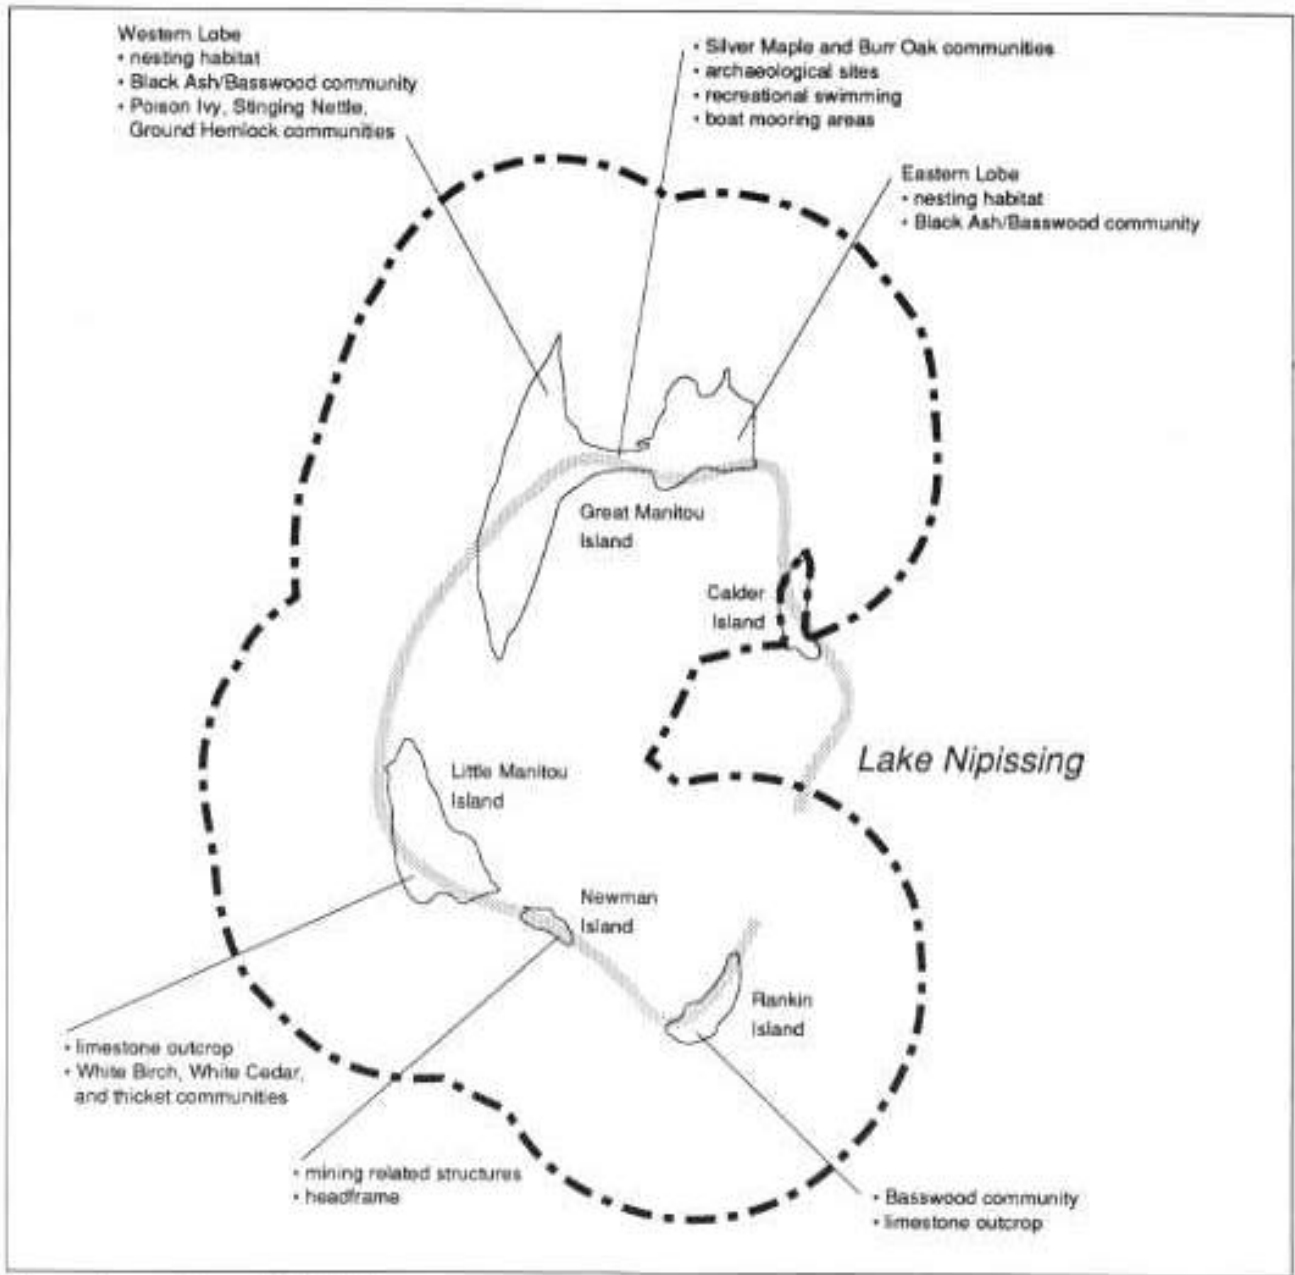 Western Lobe
• nesting habitat
• Black Ash/Basswood community
• Poison Ivy, Stinging Nettle,
Ground Hemlock communities
• Silver Maple and Burr Oak communities
• archaeological sites
• recreational swimming
• boat mooring areas
Eastern Lobe
• nesting habitat
• Black Ash/Basswood community
Great Manitou
Island
Calder
Island
Lake Nipissing
Little Manitou
Island
Newman
Island
Rankin
Island
• limestone outcrop
• White Birch, White Cedar,
and thicket communities
• mining related structures
• headframe
• Basswood community
• limestone outcrop